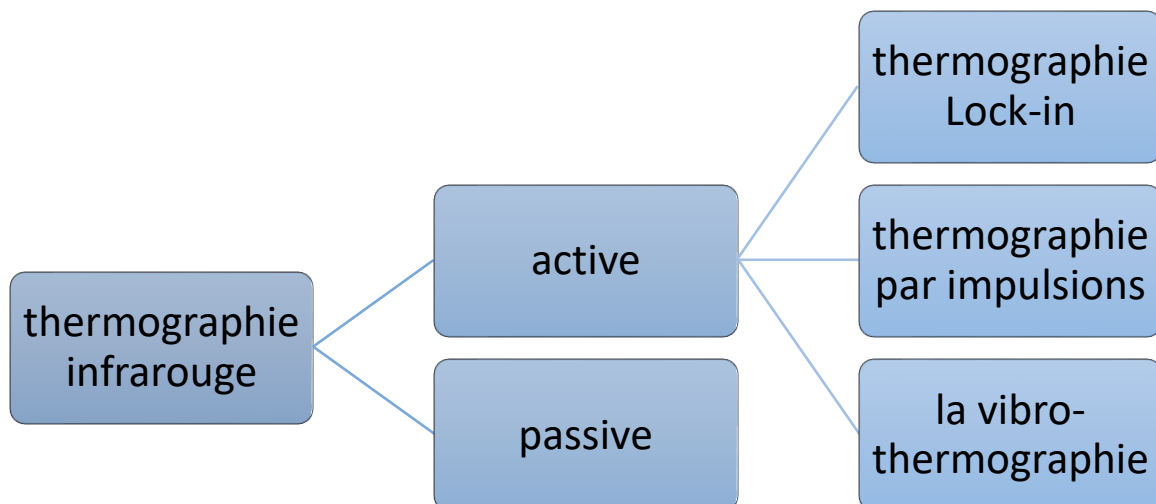 thermographie
infrarouge
active
passive
thermographie
Lock-in
thermographie
par impulsions
la vibro-
thermographie